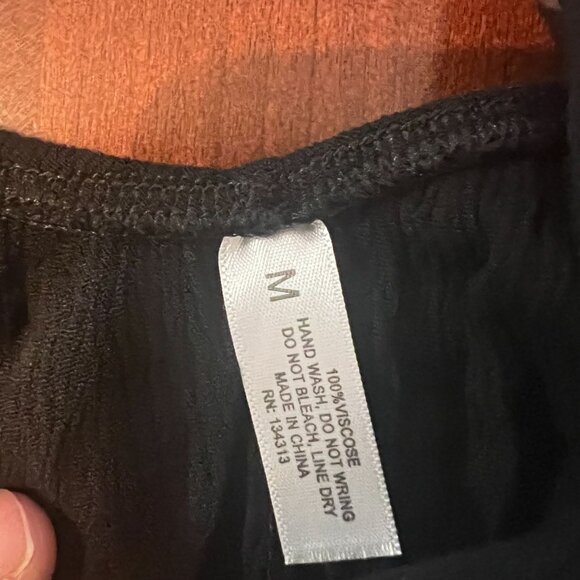 M
100%VISCOSE
HAND WASH, DO NOT WRING
DO NOT BLEACH, LINE DRY
MADE IN CHINA
RN: 134313